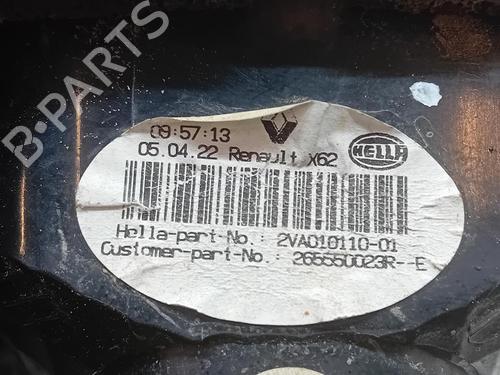 B-PARTS
09:57:13
05.04.22 Renault X62
HELLA
Hella-part-No.: 2VA010110-01
Customer-part-No.: 265550023R--E